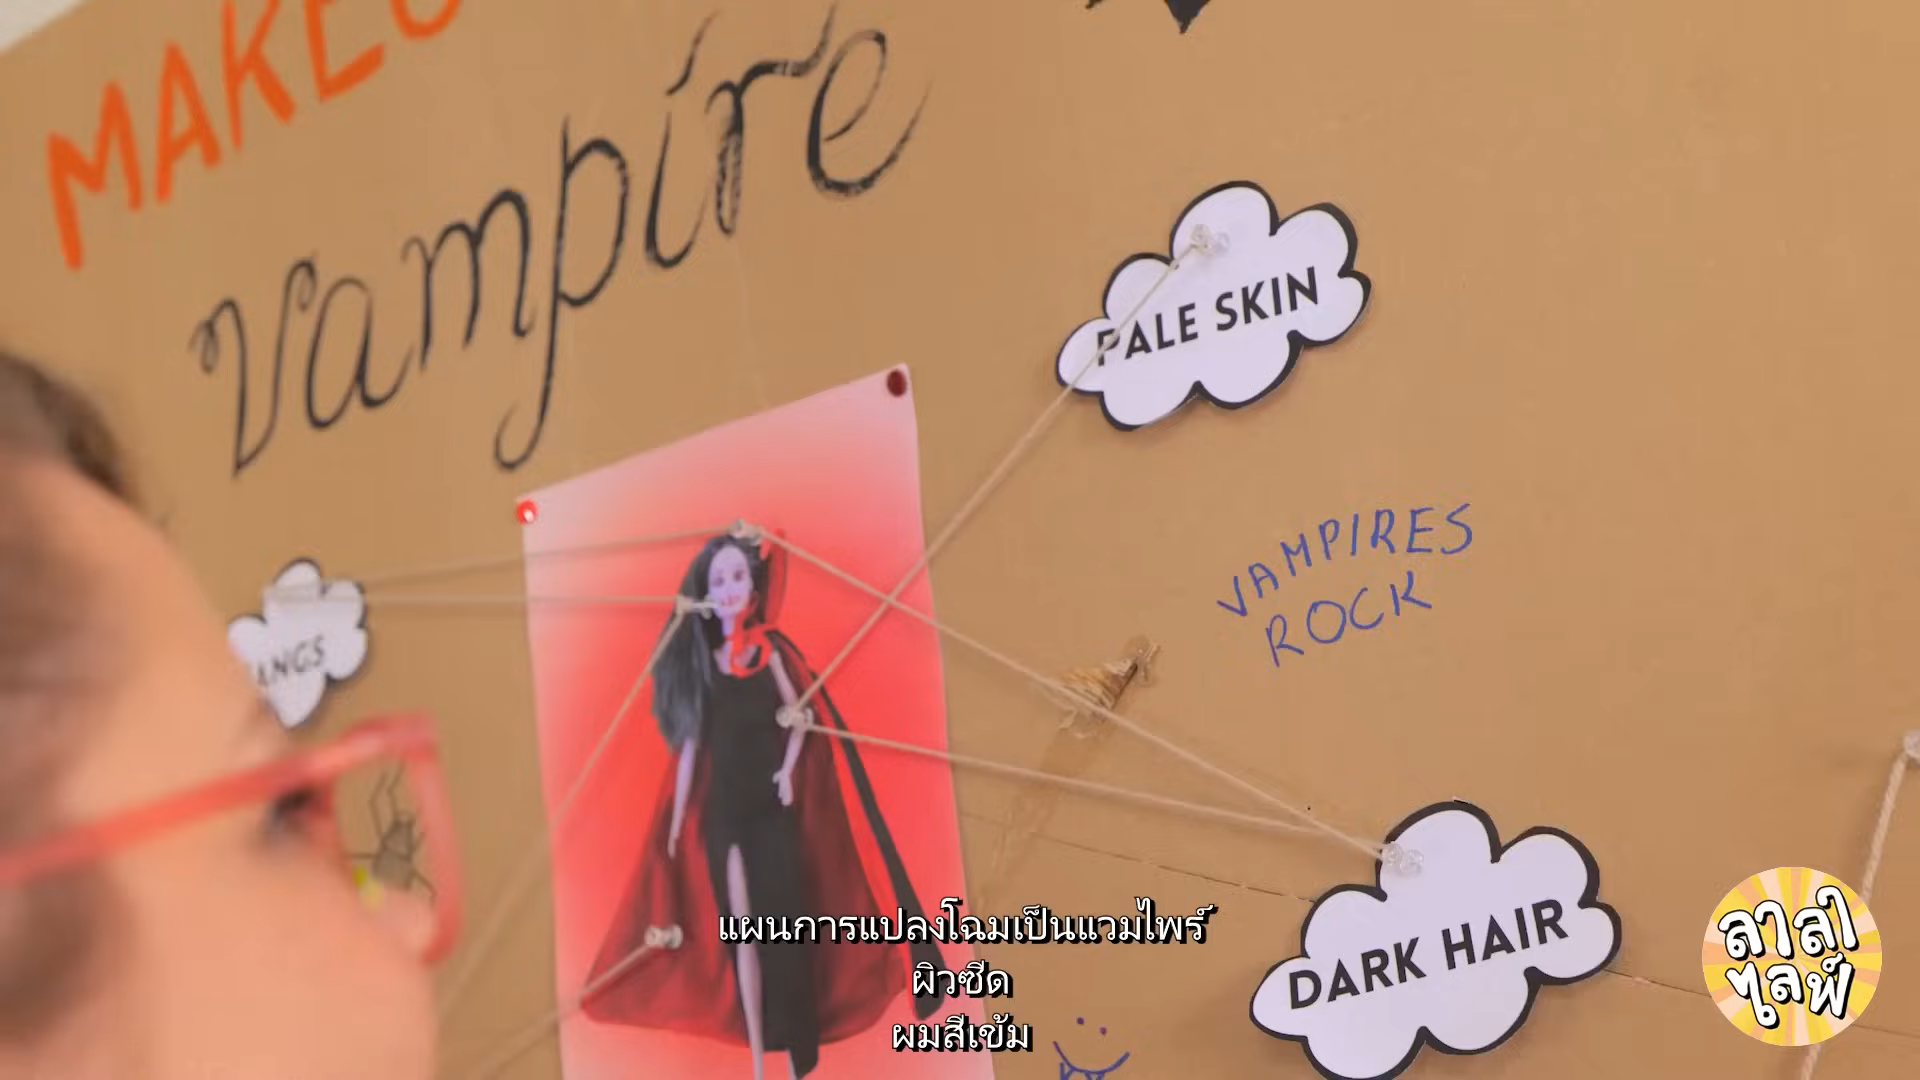 Vampire
PALE SKIN
VAMPIRES
ROCK
DARK HAIR
แผนการแปลงโฉมเป็นแวมไพร์
ผิวซีด
ผมสีเข้ม
ลาลา
ไลฟ์